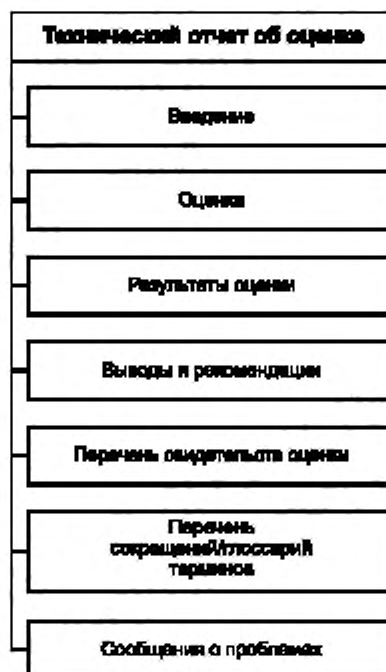 Технический отчет об оценке
Введение
Оценка
Результаты оценки
Выводы и рекомендации
Перечень свидетельств оценки
Перечень
сокращений/глоссарий
терминов
Сообщения о проблемах